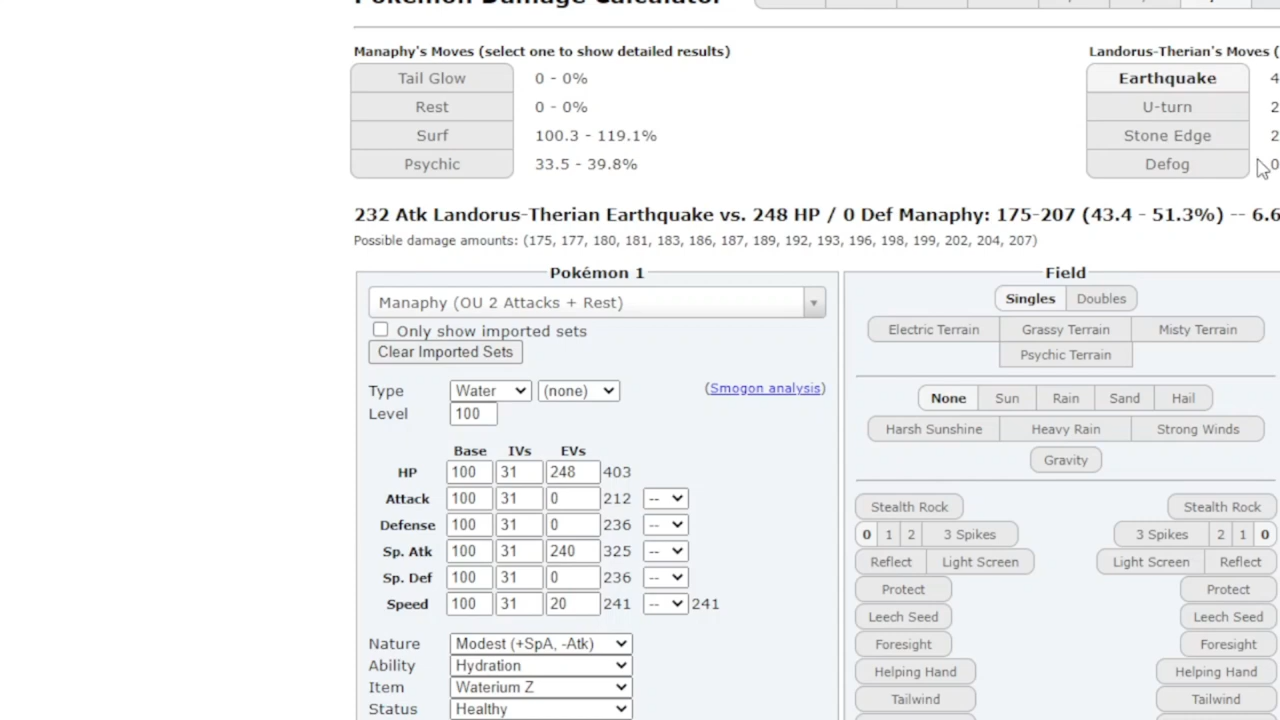 Pokémon Damage Calculator
Manaphy's Moves (select one to show detailed results)
Landorus-Therian's Moves (
Tail Glow 0 - 0%
Earthquake 4
Rest 0 - 0%
U-turn 2
Surf 100.3 - 119.1%
Stone Edge 2
Psychic 33.5 - 39.8%
Defog 0
232 Atk Landorus-Therian Earthquake vs. 248 HP / 0 Def Manaphy: 175-207 (43.4 - 51.3%) -- 6.6
Possible damage amounts: (175, 177, 180, 181, 183, 186, 187, 189, 192, 193, 196, 198, 199, 202, 204, 207)
Pokémon 1
Manaphy (OU 2 Attacks + Rest)
Only show imported sets
Clear Imported Sets
Type Water (none) (Smogon analysis)
Level 100
Base IVs EVs
HP 100 31 248 403
Attack 100 31 0 212 --
Defense 100 31 0 236 --
Sp. Atk 100 31 240 325 --
Sp. Def 100 31 0 236 --
Speed 100 31 20 241 -- 241
Nature Modest (+SpA, -Atk)
Ability Hydration
Item Waterium Z
Status Healthy
Field
Singles Doubles
Electric Terrain Grassy Terrain Misty Terrain
Psychic Terrain
None Sun Rain Sand Hail
Harsh Sunshine Heavy Rain Strong Winds
Gravity
Stealth Rock Stealth Rock
0 1 2 3 Spikes 3 Spikes 2 1 0
Reflect Light Screen Light Screen Reflect
Protect Protect
Leech Seed Leech Seed
Foresight Foresight
Helping Hand Helping Hand
Tailwind Tailwind